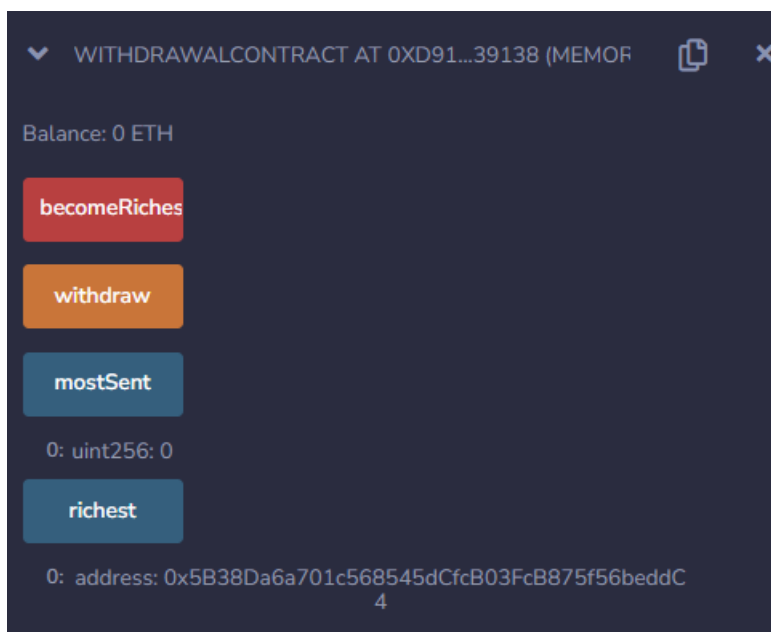 WITHDRAWALCONTRACT AT 0XD91...39138 (MEMOR
Balance: 0 ETH
becomeRiches
withdraw
mostSent
0: uint256: 0
richest
0: address: 0x5B38Da6a701c568545dCfcB03FcB875f56beddC
4